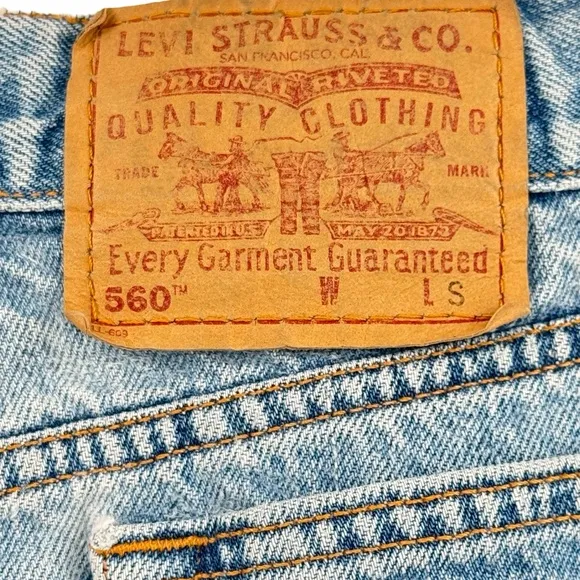 LEVI STRAUSS & CO.
SAN FRANCISCO, CAL.
ORIGINAL RIVETED
QUALITY CLOTHING
TRADE MARK
PATENTED IN U.S. MAY 20 1873
Every Garment Guaranteed
560™ W L S